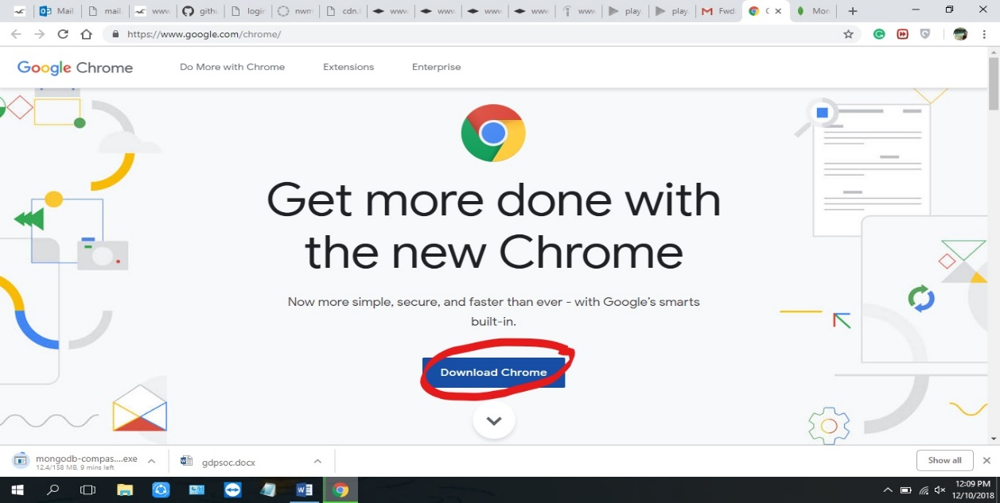 Mail
mail.
www
githu
login
nwm
cdn.
www.
www.
www
www
www
play.
play
Fwd:
C
Mon
https://www.google.com/chrome/
Google Chrome
Do More with Chrome
Extensions
Enterprise
Get more done with
the new Chrome
Now more simple, secure, and faster than ever - with Google's smarts
built-in.
Download Chrome
mongodb-compas....exe
12.4/158 MB, 9 mins left
gdpsoc.docx
Show all
12:09 PM
12/10/2018